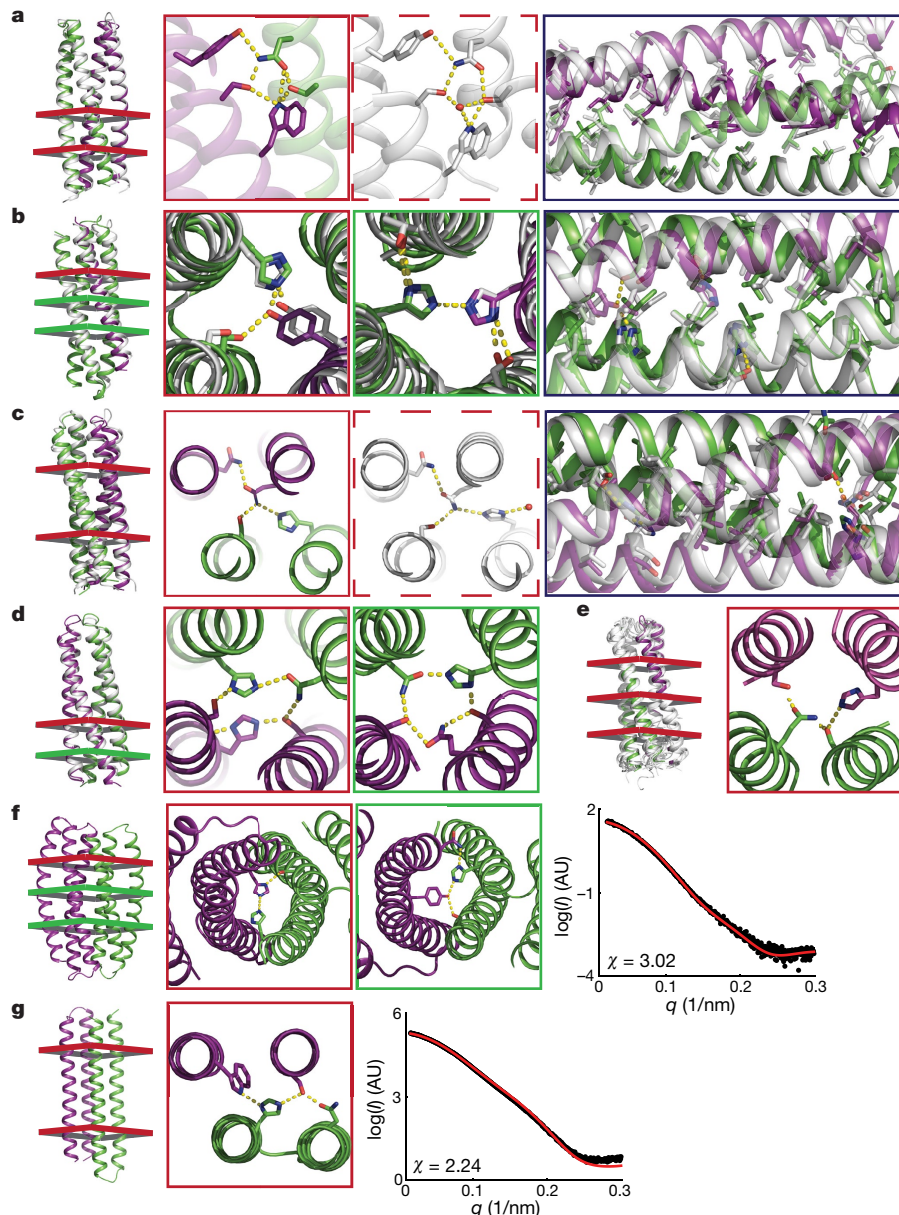 a
b
c
d
e
f
2
−1
−4
log(I) (AU)
χ = 3.02
0.1
0.2
0.3
q (1/nm)
g
6
3
0
log(I) (AU)
χ = 2.24
0
0.1
0.2
0.3
q (1/nm)